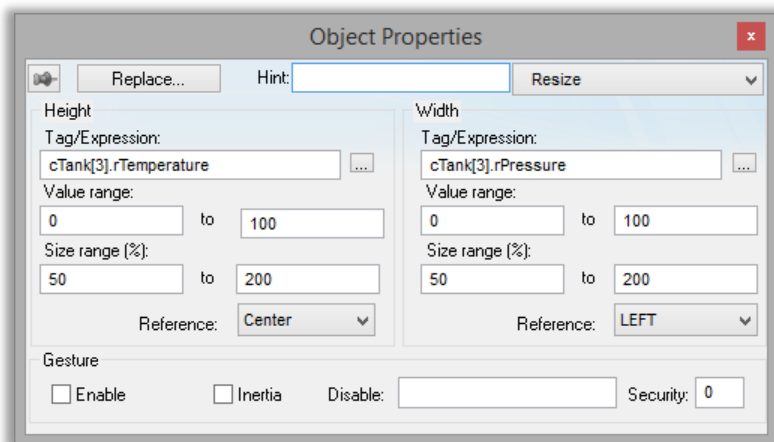 Object Properties
x
Replace... Hint: Resize
Height Width
Tag/Expression: Tag/Expression:
cTank[3].rTemperature ... cTank[3].rPressure ...
Value range: Value range:
0 to 100 0 to 100
Size range (%): Size range (%):
50 to 200 50 to 200
Reference: Center Reference: LEFT
Gesture
Enable Inertia Disable: Security: 0